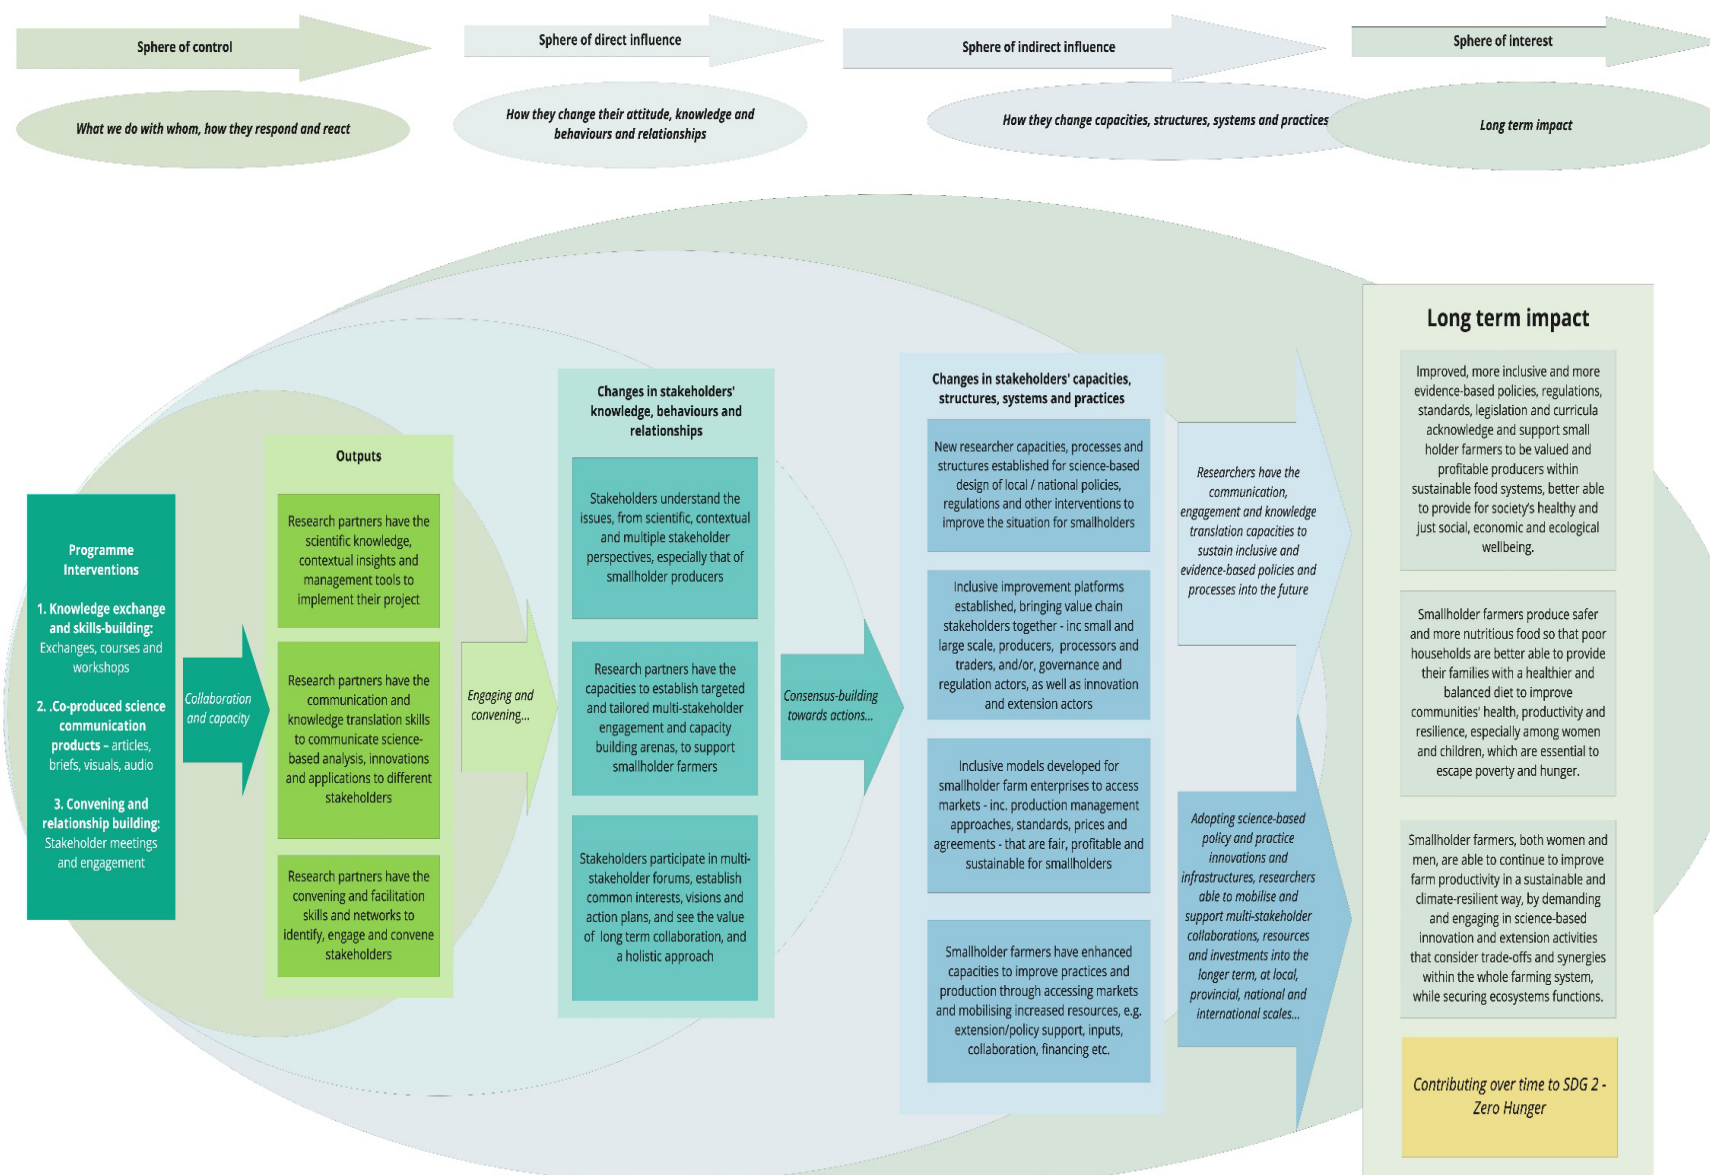 Sphere of control
Sphere of direct influence
Sphere of indirect influence
Sphere of interest
What we do with whom, how they respond and react
How they change their attitude, knowledge and
behaviours and relationships
How they change capacities, structures, systems and practices
Long term impact
Programme
Interventions
1. Knowledge exchange
and skills-building:
Exchanges, courses and
workshops
2. .Co-produced science
communication
products – articles,
briefs, visuals, audio
3. Convening and
relationship building:
Stakeholder meetings
and engagement
Collaboration
and capacity
Outputs
Research partners have the
scientific knowledge,
contextual insights and
management tools to
implement their project
Research partners have the
communication and
knowledge translation skills
to communicate science-
based analysis, innovations
and applications to different
stakeholders
Research partners have the
convening and facilitation
skills and networks to
identify, engage and convene
stakeholders
Engaging and
convening...
Changes in stakeholders'
knowledge, behaviours and
relationships
Stakeholders understand the
issues, from scientific, contextual
and multiple stakeholder
perspectives, especially that of
smallholder producers
Research partners have the
capacities to establish targeted
and tailored multi-stakeholder
engagement and capacity
building arenas, to support
smallholder farmers
Stakeholders participate in multi-
stakeholder forums, establish
common interests, visions and
action plans, and see the value
of long term collaboration, and
a holistic approach
Consensus-building
towards actions...
Changes in stakeholders' capacities,
structures, systems and practices
New researcher capacities, processes and
structures established for science-based
design of local / national policies,
regulations and other interventions to
improve the situation for smallholders
Inclusive improvement platforms
established, bringing value chain
stakeholders together - inc small and
large scale, producers, processors and
traders, and/or, governance and
regulation actors, as well as innovation
and extension actors
Inclusive models developed for
smallholder farm enterprises to access
markets - inc. production management
approaches, standards, prices and
agreements - that are fair, profitable and
sustainable for smallholders
Smallholder farmers have enhanced
capacities to improve practices and
production through accessing markets
and mobilising increased resources, e.g.
extension/policy support, inputs,
collaboration, financing etc.
Researchers have the
communication,
engagement and knowledge
translation capacities to
sustain inclusive and
evidence-based policies and
processes into the future
Adopting science-based
policy and practice
innovations and
infrastructures, researchers
able to mobilise and
support multi-stakeholder
collaborations, resources
and investments into the
longer term, at local,
provincial, national and
international scales...
Long term impact
Improved, more inclusive and more
evidence-based policies, regulations,
standards, legislation and curricula
acknowledge and support small
holder farmers to be valued and
profitable producers within
sustainable food systems, better able
to provide for society's healthy and
just social, economic and ecological
wellbeing.
Smallholder farmers produce safer
and more nutritious food so that poor
households are better able to provide
their families with a healthier and
balanced diet to improve
communities' health, productivity and
resilience, especially among women
and children, which are essential to
escape poverty and hunger.
Smallholder farmers, both women and
men, are able to continue to improve
farm productivity in a sustainable and
climate-resilient way, by demanding
and engaging in science-based
innovation and extension activities
that consider trade-offs and synergies
within the whole farming system,
while securing ecosystems functions.
Contributing over time to SDG 2 -
Zero Hunger